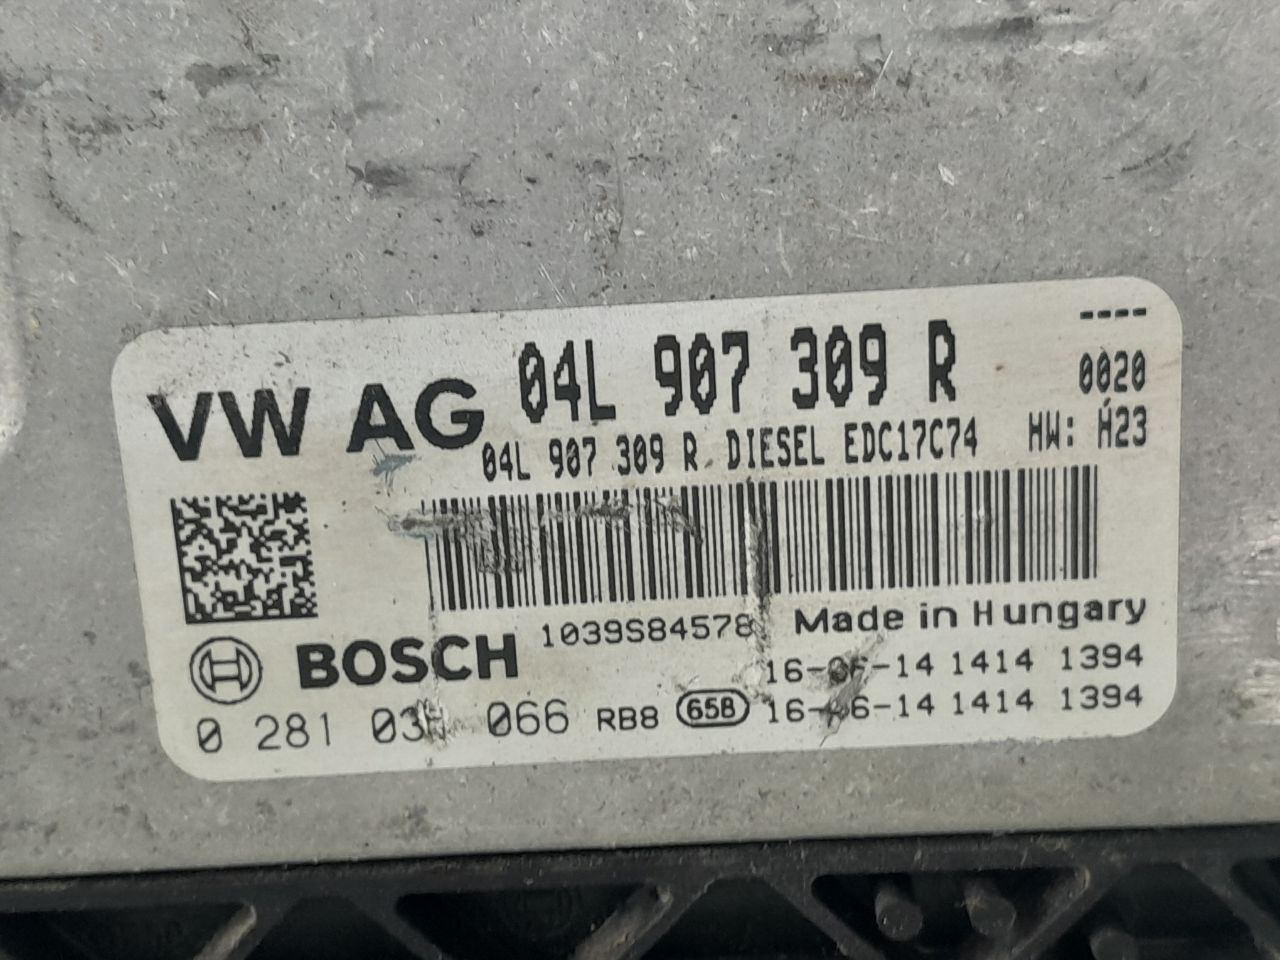 ----
VW AG 04L 907 309 R 0020
04L 907 309 R DIESEL EDC17C74 HW: H23
BOSCH 1039S84578 Made in Hungary
16-06-14 1414 1394
0 281 066 RB8 658 16-06-14 1414 1394